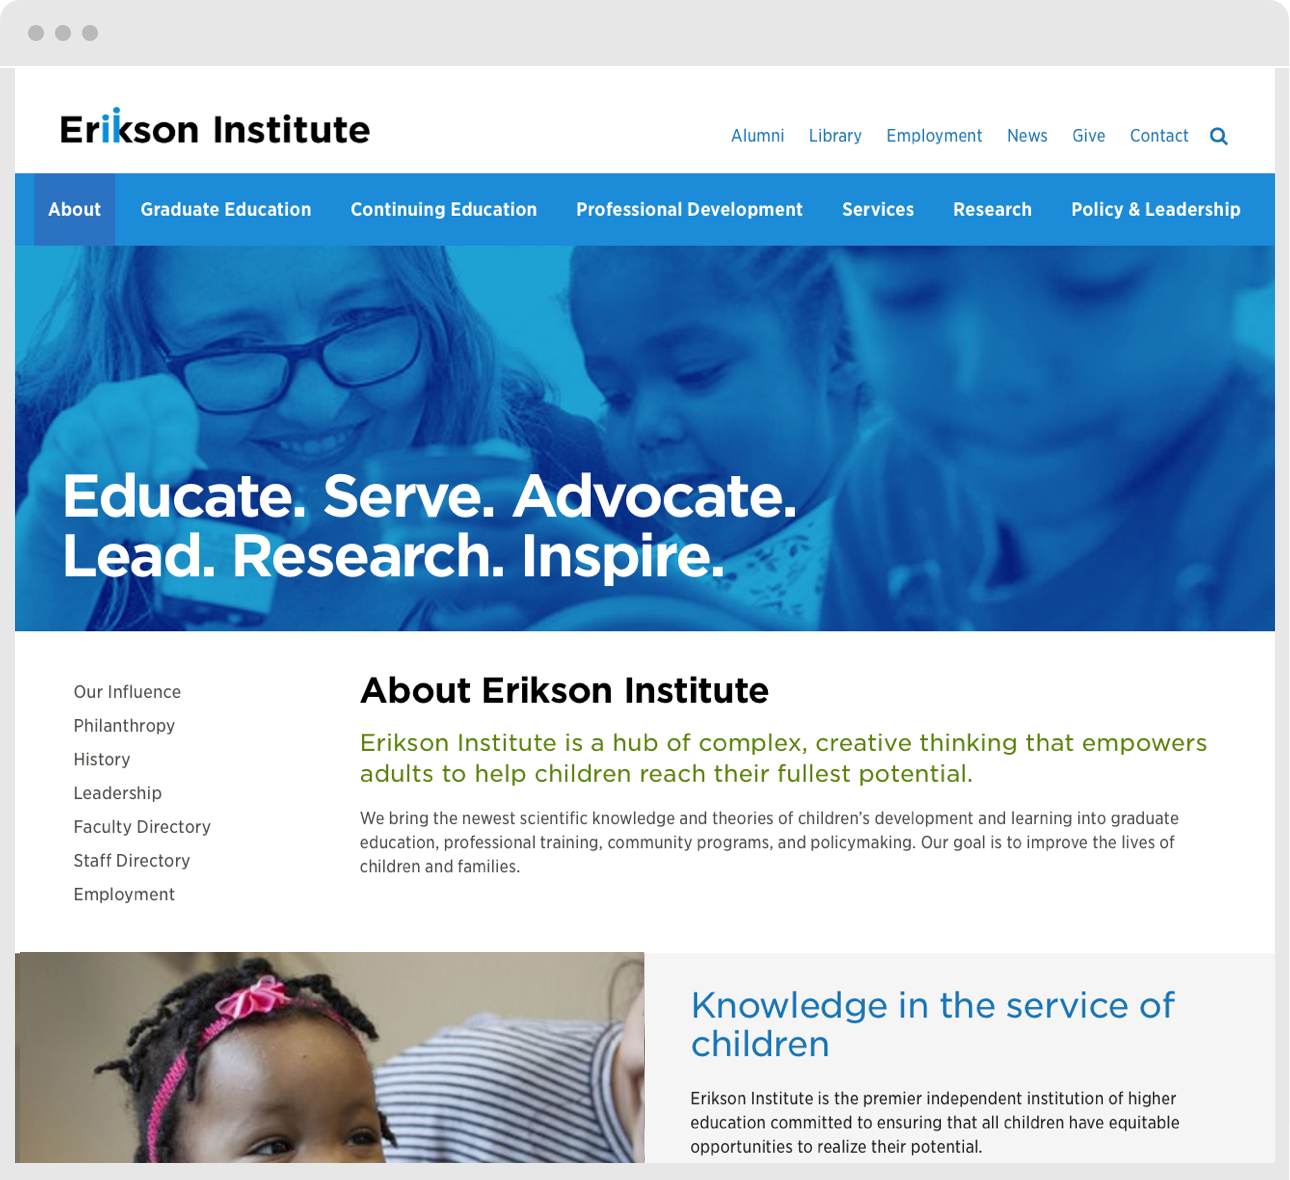 Erikson Institute
Alumni Library Employment News Give Contact
About Graduate Education Continuing Education Professional Development Services Research Policy & Leadership
Educate. Serve. Advocate.
Lead. Research. Inspire.
Our Influence
Philanthropy
History
Leadership
Faculty Directory
Staff Directory
Employment
About Erikson Institute
Erikson Institute is a hub of complex, creative thinking that empowers
adults to help children reach their fullest potential.
We bring the newest scientific knowledge and theories of children’s development and learning into graduate
education, professional training, community programs, and policymaking. Our goal is to improve the lives of
children and families.
Knowledge in the service of
children
Erikson Institute is the premier independent institution of higher
education committed to ensuring that all children have equitable
opportunities to realize their potential.